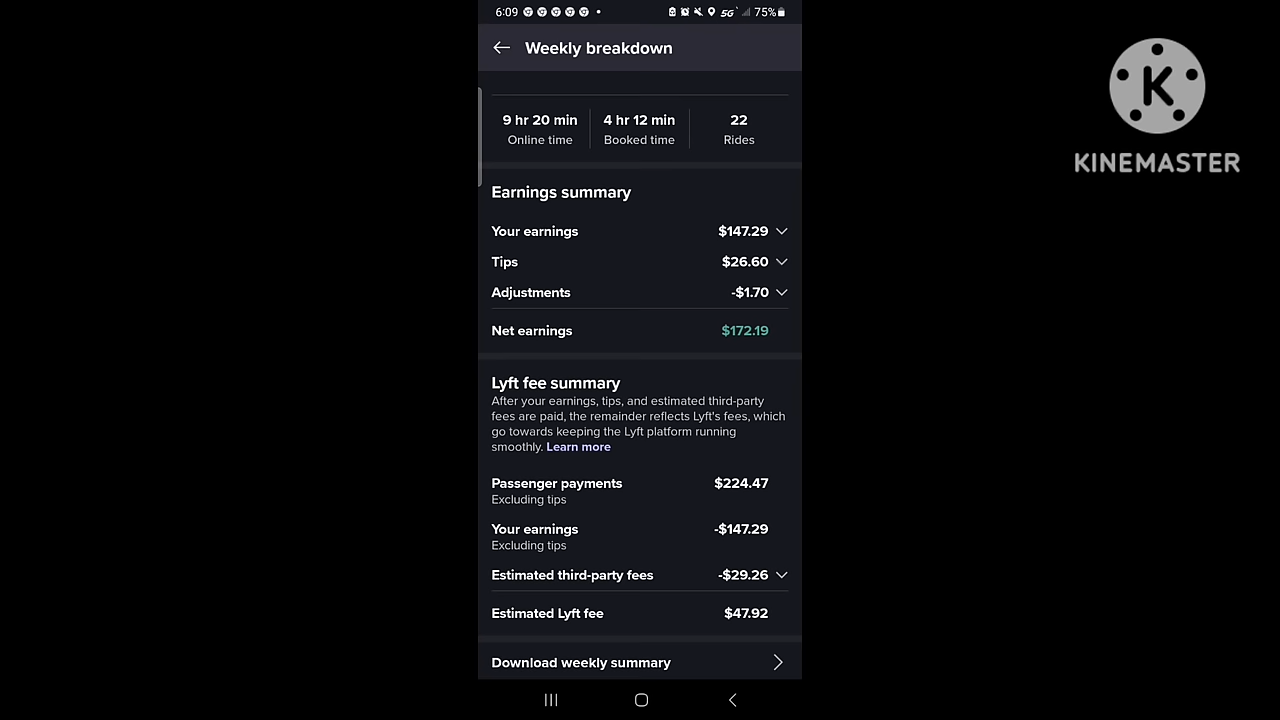 6:09
5G
75%
Weekly breakdown
9 hr 20 min
Online time
4 hr 12 min
Booked time
22
Rides
Earnings summary
Your earnings $147.29
Tips $26.60
Adjustments -$1.70
Net earnings $172.19
Lyft fee summary
After your earnings, tips, and estimated third-party
fees are paid, the remainder reflects Lyft's fees, which
go towards keeping the Lyft platform running
smoothly. Learn more
Passenger payments $224.47
Excluding tips
Your earnings -$147.29
Excluding tips
Estimated third-party fees -$29.26
Estimated Lyft fee $47.92
Download weekly summary
K
KINEMASTER